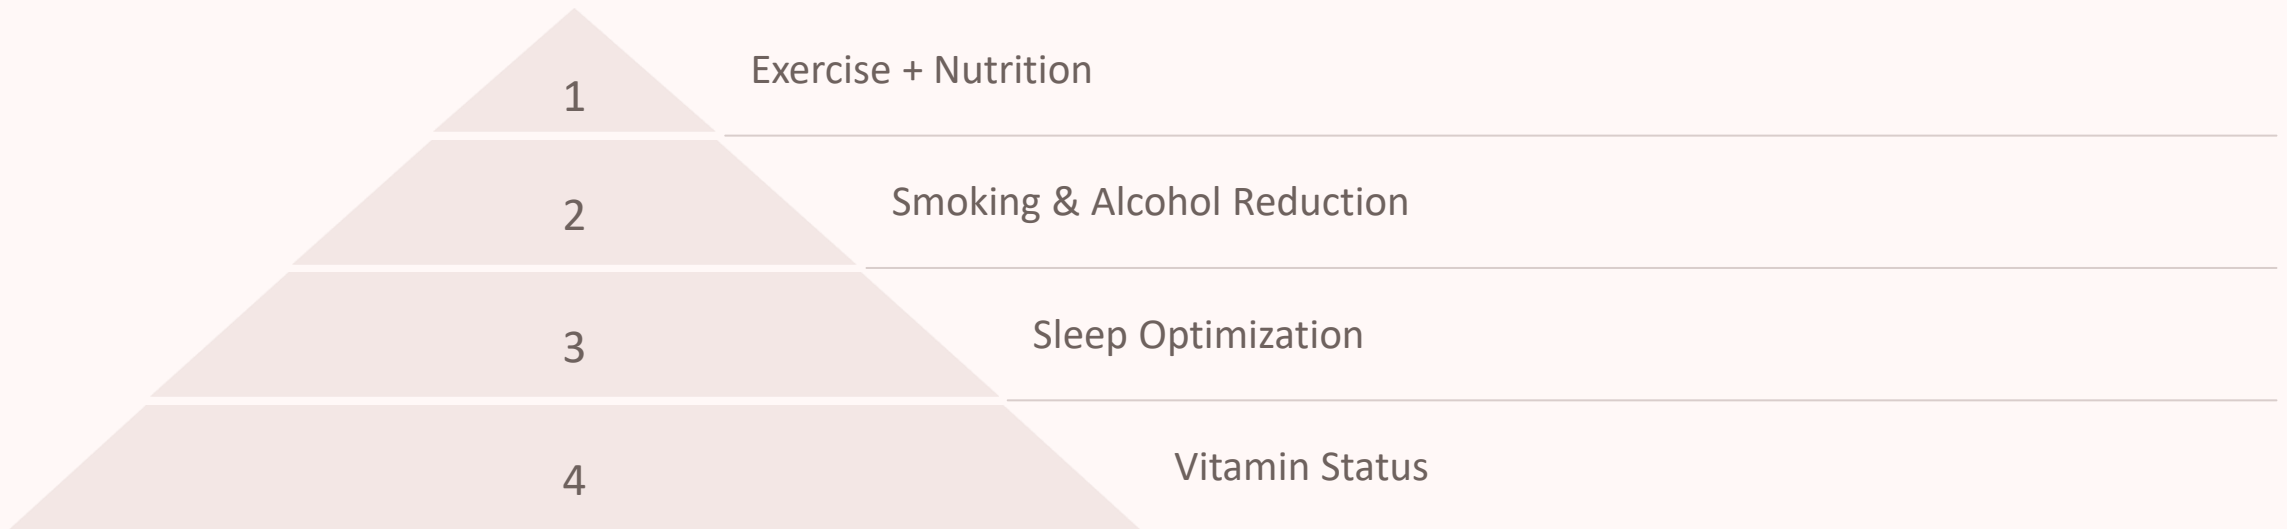 1
Exercise + Nutrition
2
Smoking & Alcohol Reduction
3
Sleep Optimization
4
Vitamin Status